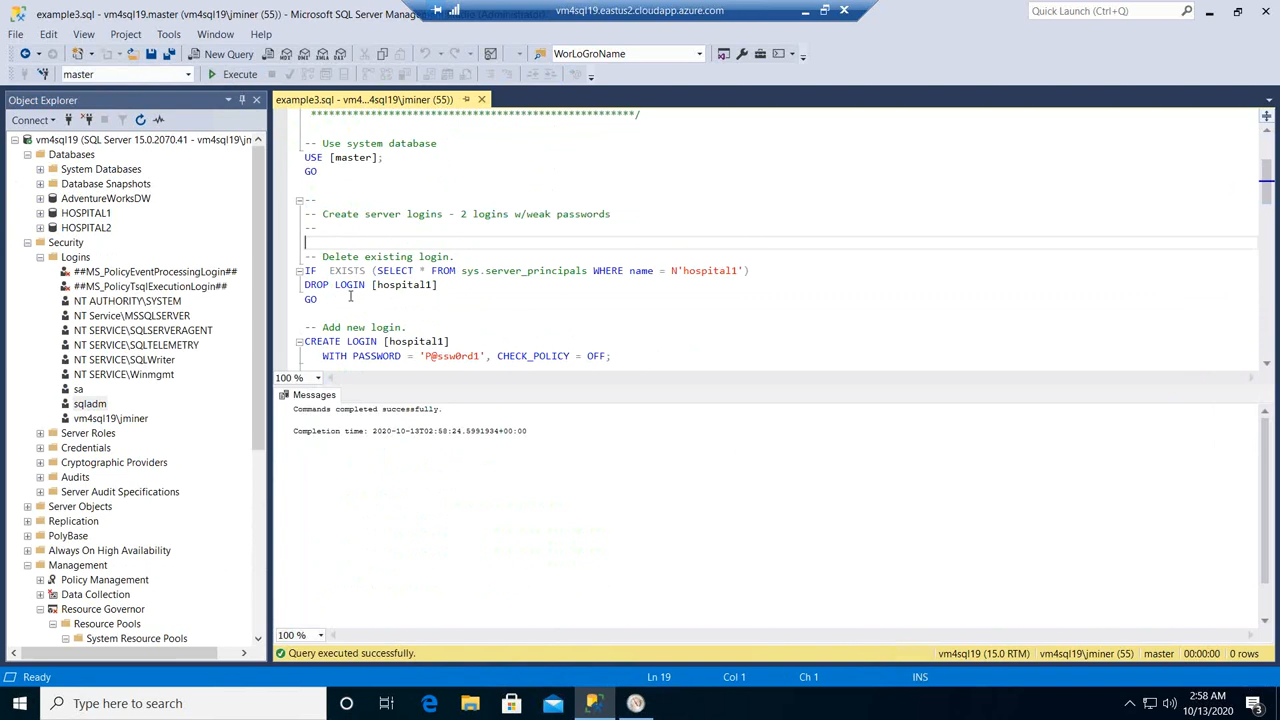 example3.sql - vm4sql19.master (vm4sql19\jminer (55)) - Microsoft SQL Server Man
vm4sql19.eastus2.cloudapp.azure.com
Quick Launch (Ctrl+Q)
File Edit View Project Tools Window Help
New Query
WorLoGroName
master
Execute
Object Explorer
example3.sql - vm4...4sql19\jminer (55))
Connect
vm4sql19 (SQL Server 15.0.2070.41 - vm4sql19\jm
Databases
System Databases
Database Snapshots
AdventureWorksDW
HOSPITAL1
HOSPITAL2
Security
Logins
##MS_PolicyEventProcessingLogin##
##MS_PolicyTsqlExecutionLogin##
NT AUTHORITY\SYSTEM
NT Service\MSSQLSERVER
NT SERVICE\SQLSERVERAGENT
NT SERVICE\SQLTELEMETRY
NT SERVICE\SQLWriter
NT SERVICE\Winmgmt
sa
sqladm
vm4sql19\jminer
Server Roles
Credentials
Cryptographic Providers
Audits
Server Audit Specifications
Server Objects
Replication
PolyBase
Always On High Availability
Management
Policy Management
Data Collection
Resource Governor
Resource Pools
System Resource Pools
******************************************************/
-- Use system database
USE [master];
GO
--
-- Create server logins - 2 logins w/weak passwords
--
-- Delete existing login.
IF EXISTS (SELECT * FROM sys.server_principals WHERE name = N'hospital1')
DROP LOGIN [hospital1]
GO
-- Add new login.
CREATE LOGIN [hospital1]
WITH PASSWORD = 'P@ssw0rd1', CHECK_POLICY = OFF;
100 %
Messages
Commands completed successfully.
Completion time: 2020-10-13T02:58:24.5991934+00:00
100 %
Query executed successfully.
vm4sql19 (15.0 RTM) vm4sql19\jminer (55) master 00:00:00 0 rows
Ready
Ln 19 Col 1 Ch 1 INS
Type here to search
2:58 AM
10/13/2020
3